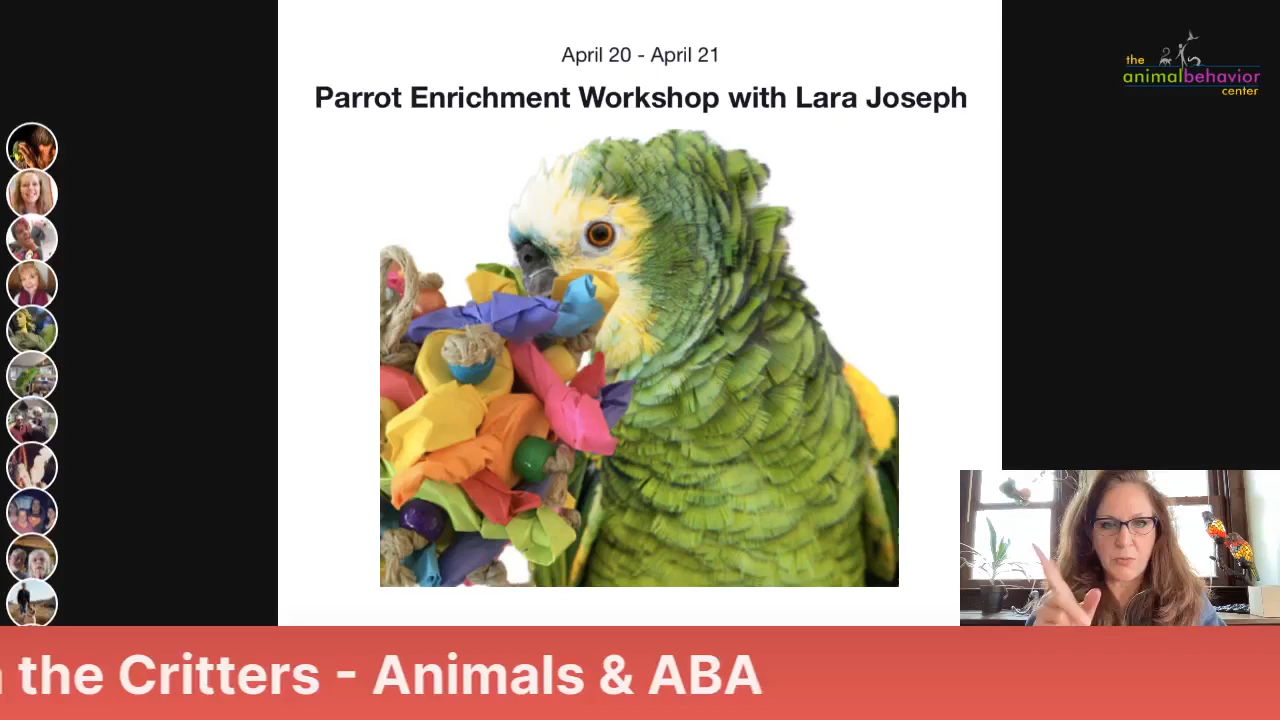 April 20 - April 21
Parrot Enrichment Workshop with Lara Joseph
the
animalbehavior
center
the Critters - Animals & ABA